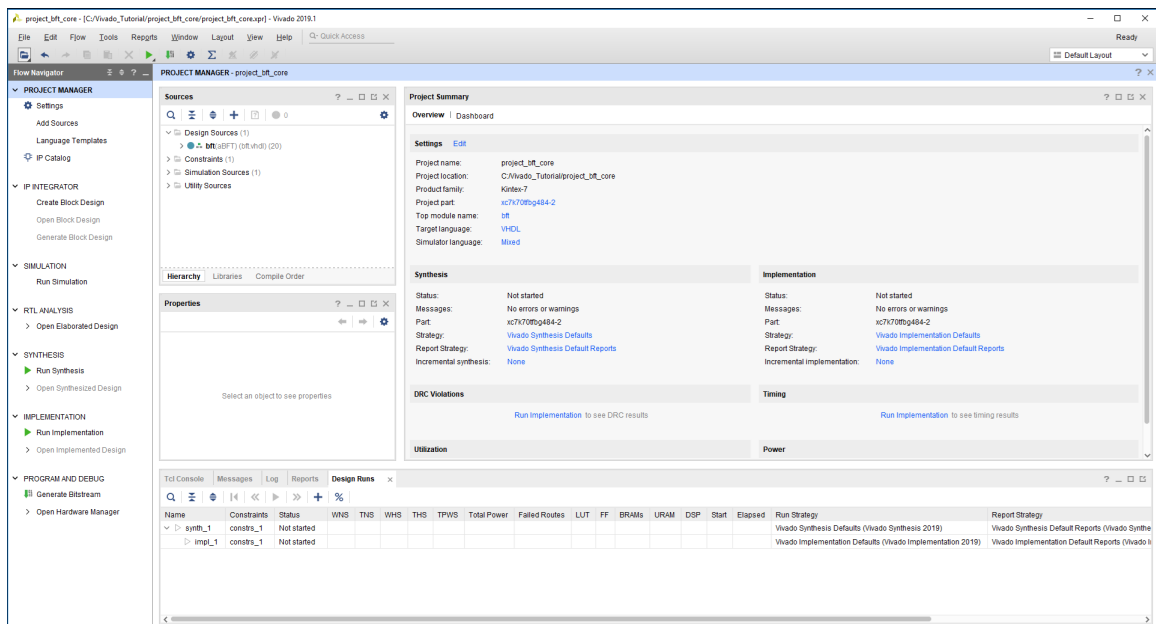 project_bft_core - [C:/Vivado_Tutorial/project_bft_core/project_bft_core.xpr] - Vivado 2019.1
File Edit Flow Tools Reports Window Layout View Help Q- Quick Access Ready
Default Layout
Flow Navigator
PROJECT MANAGER - project_bft_core
PROJECT MANAGER
Settings
Add Sources
Language Templates
IP Catalog
IP INTEGRATOR
Create Block Design
Open Block Design
Generate Block Design
SIMULATION
Run Simulation
RTL ANALYSIS
Open Elaborated Design
SYNTHESIS
Run Synthesis
Open Synthesized Design
IMPLEMENTATION
Run Implementation
Open Implemented Design
PROGRAM AND DEBUG
Generate Bitstream
Open Hardware Manager
Sources
0
Design Sources (1)
bft(aBFT) (bft.vhdl) (20)
Constraints (1)
Simulation Sources (1)
Utility Sources
Hierarchy Libraries Compile Order
Properties
Select an object to see properties
Project Summary
Overview | Dashboard
Settings Edit
Project name: project_bft_core
Project location: C:/Vivado_Tutorial/project_bft_core
Product family: Kintex-7
Project part: xc7k70tfbg484-2
Top module name: bft
Target language: VHDL
Simulator language: Mixed
Synthesis
Status: Not started
Messages: No errors or warnings
Part: xc7k70tfbg484-2
Strategy: Vivado Synthesis Defaults
Report Strategy: Vivado Synthesis Default Reports
Incremental synthesis: None
Implementation
Status: Not started
Messages: No errors or warnings
Part: xc7k70tfbg484-2
Strategy: Vivado Implementation Defaults
Report Strategy: Vivado Implementation Default Reports
Incremental implementation: None
DRC Violations
Run Implementation to see DRC results
Timing
Run Implementation to see timing results
Utilization
Power
Tcl Console Messages Log Reports Design Runs
Name Constraints Status WNS TNS WHS THS TPWS Total Power Failed Routes LUT FF BRAMs URAM DSP Start Elapsed Run Strategy Report Strategy
synth_1 constrs_1 Not started Vivado Synthesis Defaults (Vivado Synthesis 2019) Vivado Synthesis Default Reports (Vivado Synthe
impl_1 constrs_1 Not started Vivado Implementation Defaults (Vivado Implementation 2019) Vivado Implementation Default Reports (Vivado I